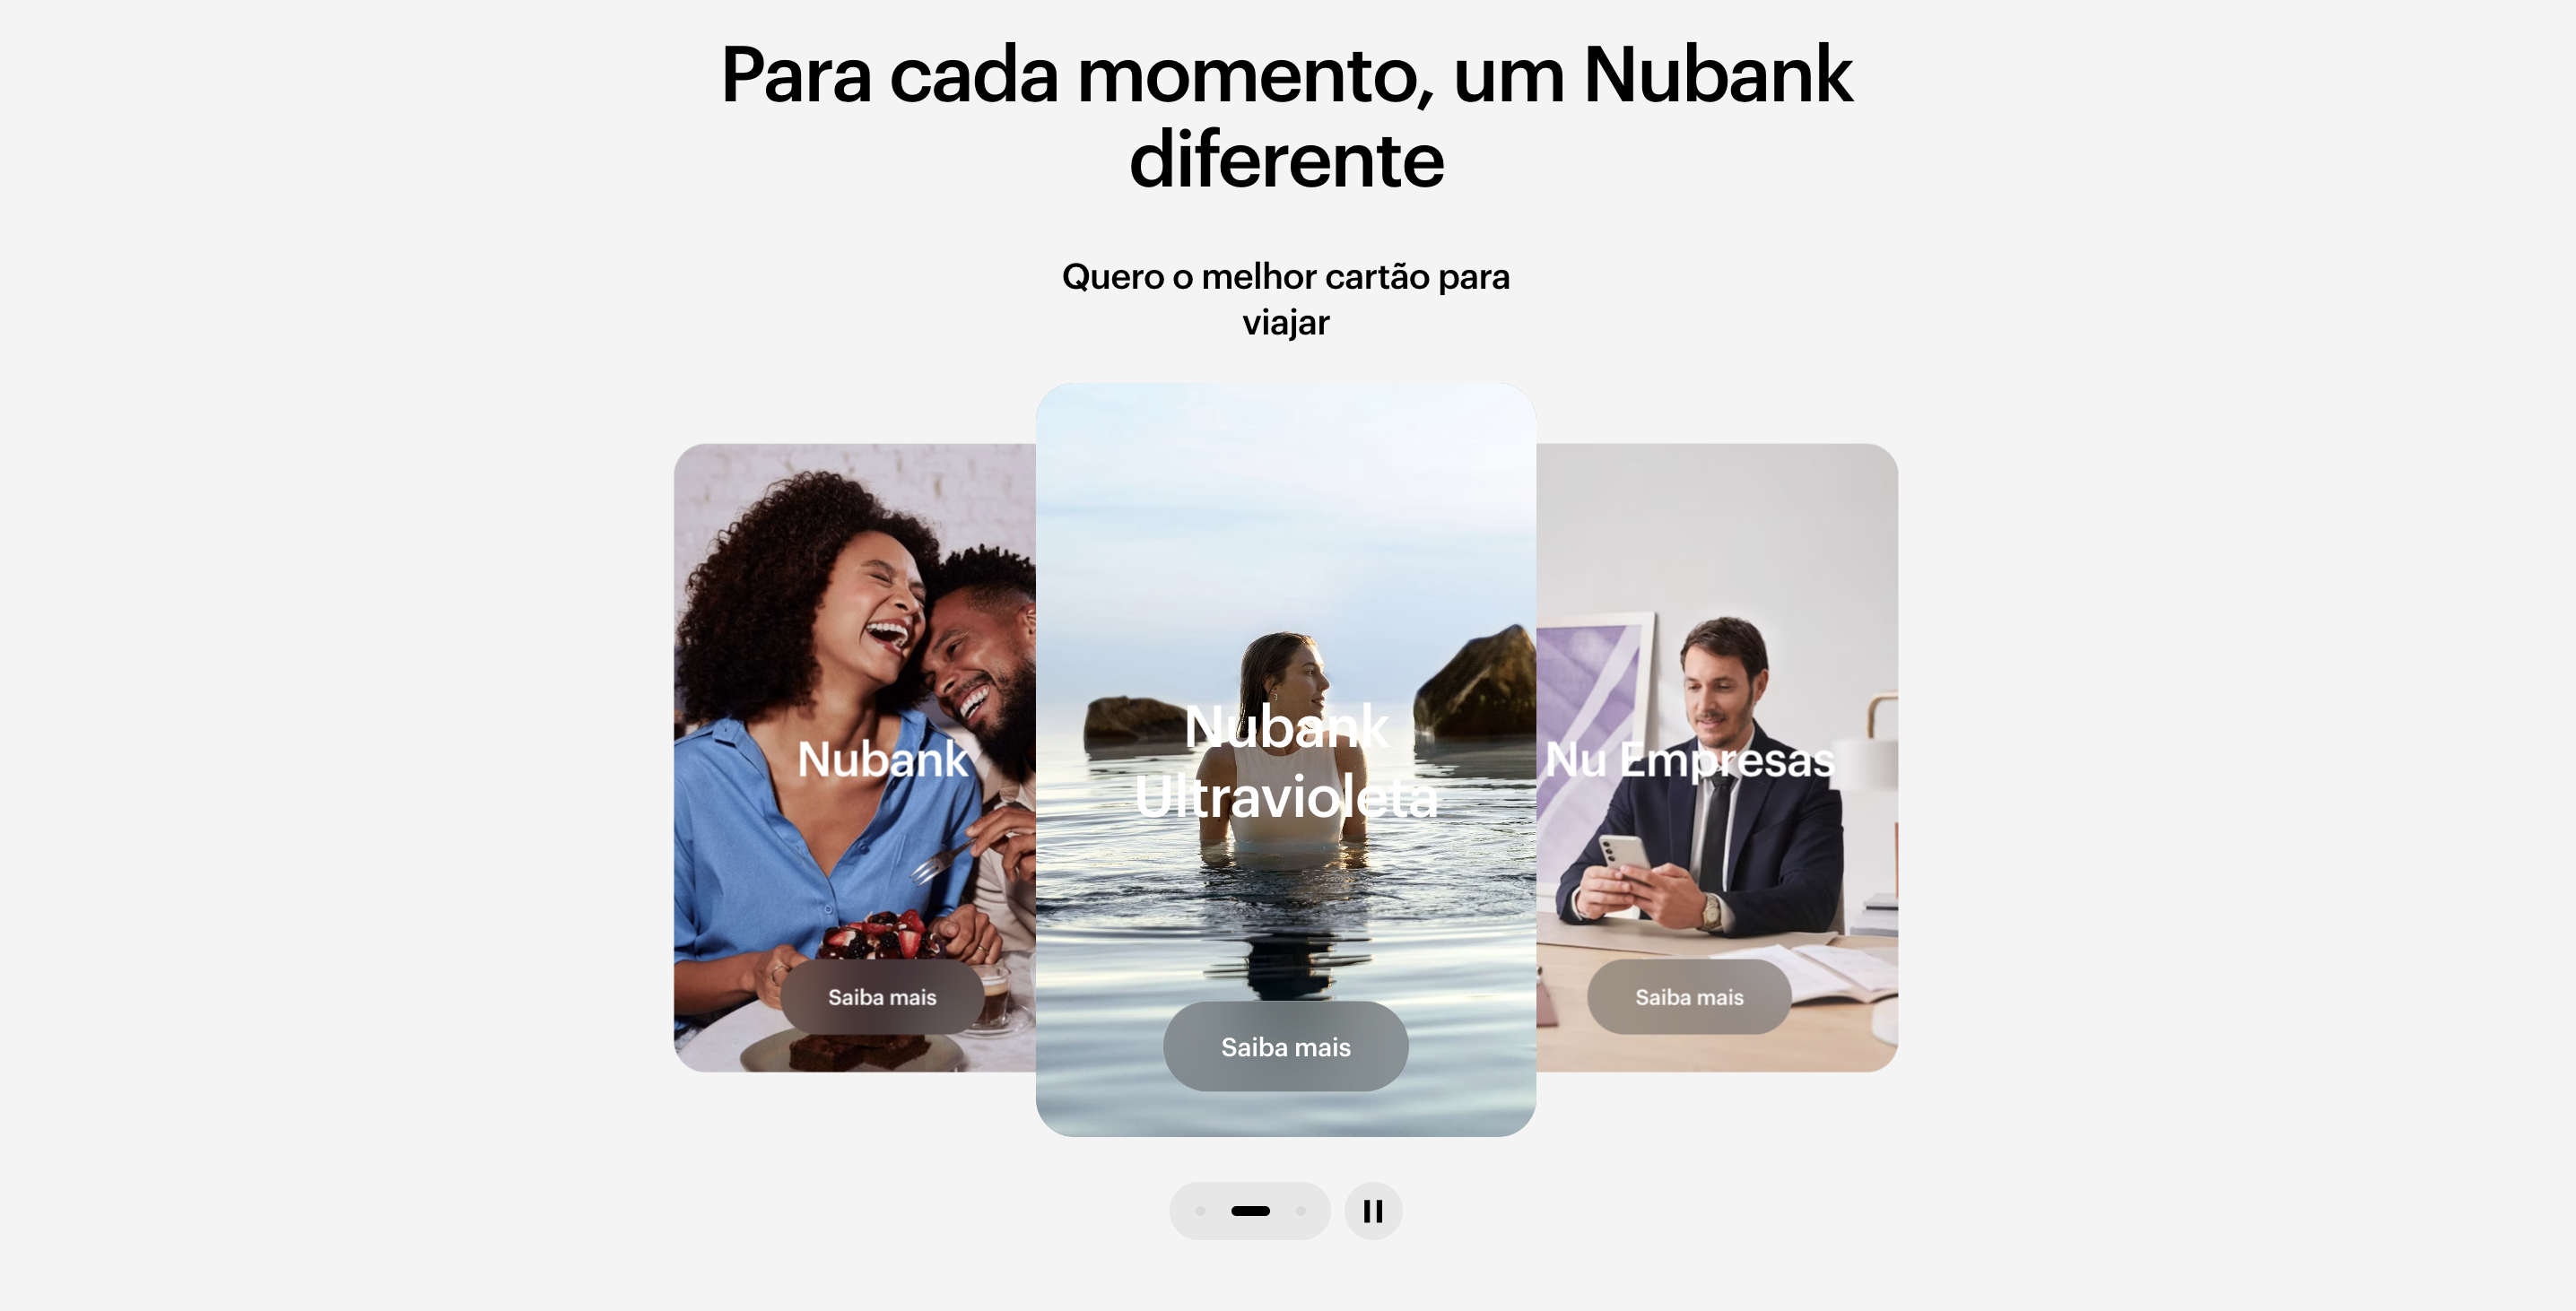 Para cada momento, um Nubank
diferente
Quero o melhor cartão para
viajar
Nubank
Saiba mais
Nubank
Ultravioleta
Saiba mais
Nu Empresas
Saiba mais